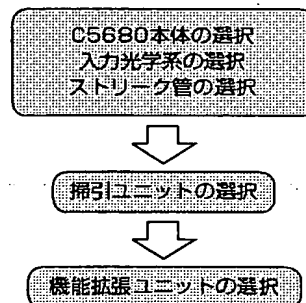 C5680本体の選択
入力光学系の選択
ストリーク管の選択
掃引ユニットの選択
機能拡張ユニットの選択